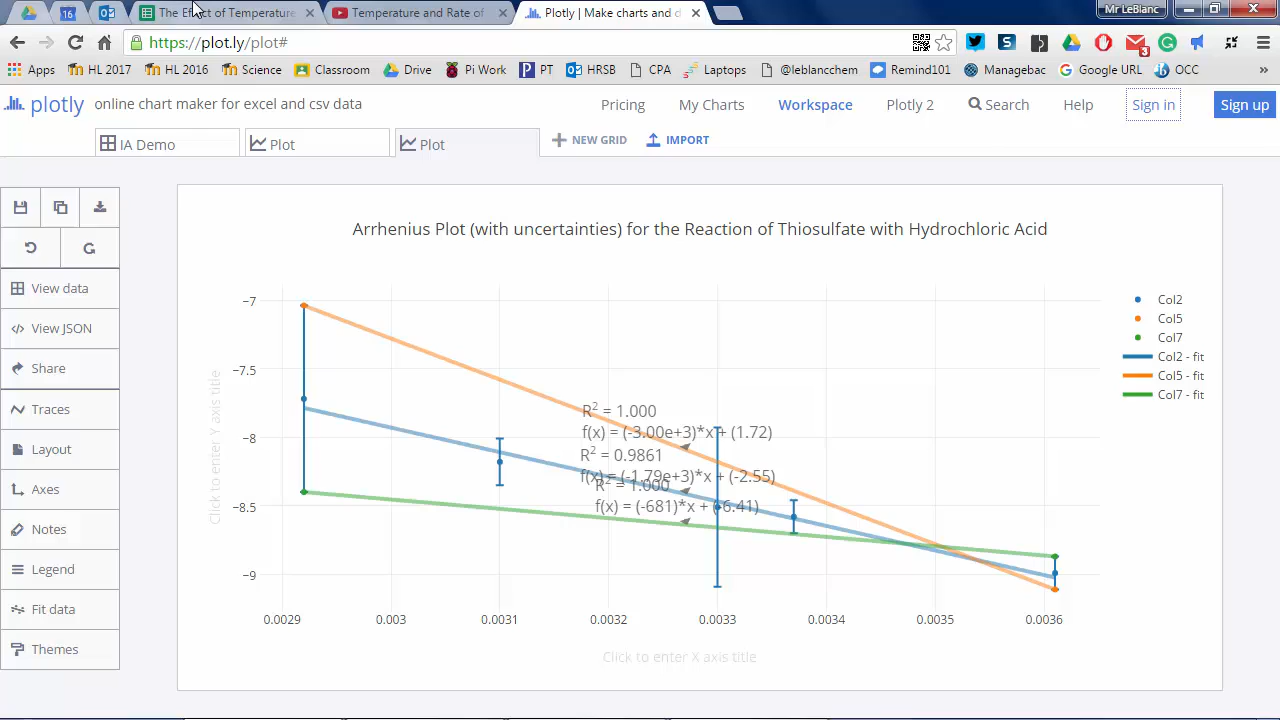 16
The Effect of Temperature
Temperature and Rate of
Plotly | Make charts and d
Mr LeBlanc
https://plot.ly/plot#
3
Apps
HL 2017
HL 2016
Science
Classroom
Drive
Pi Work
PT
HRSB
CPA
Laptops
@leblancchem
Remind101
Managebac
Google URL
OCC
»
plotly
online chart maker for excel and csv data
Pricing
My Charts
Workspace
Plotly 2
Search
Help
Sign in
Sign up
IA Demo
Plot
Plot
NEW GRID
IMPORT
View data
View JSON
Share
Traces
Layout
Axes
Notes
Legend
Fit data
Themes
Arrhenius Plot (with uncertainties) for the Reaction of Thiosulfate with Hydrochloric Acid
−7
−7.5
−8
−8.5
−9
Click to enter Y axis title
R² = 1.000
f(x) = (-3.00e+3)*x + (1.72)
R² = 0.9861
f(x) = (-1.79e+3)*x + (-2.55)
R² = 1.000
f(x) = (-681)*x + (-6.41)
0.0029
0.003
0.0031
0.0032
0.0033
0.0034
0.0035
0.0036
Click to enter X axis title
Col2
Col5
Col7
Col2 - fit
Col5 - fit
Col7 - fit